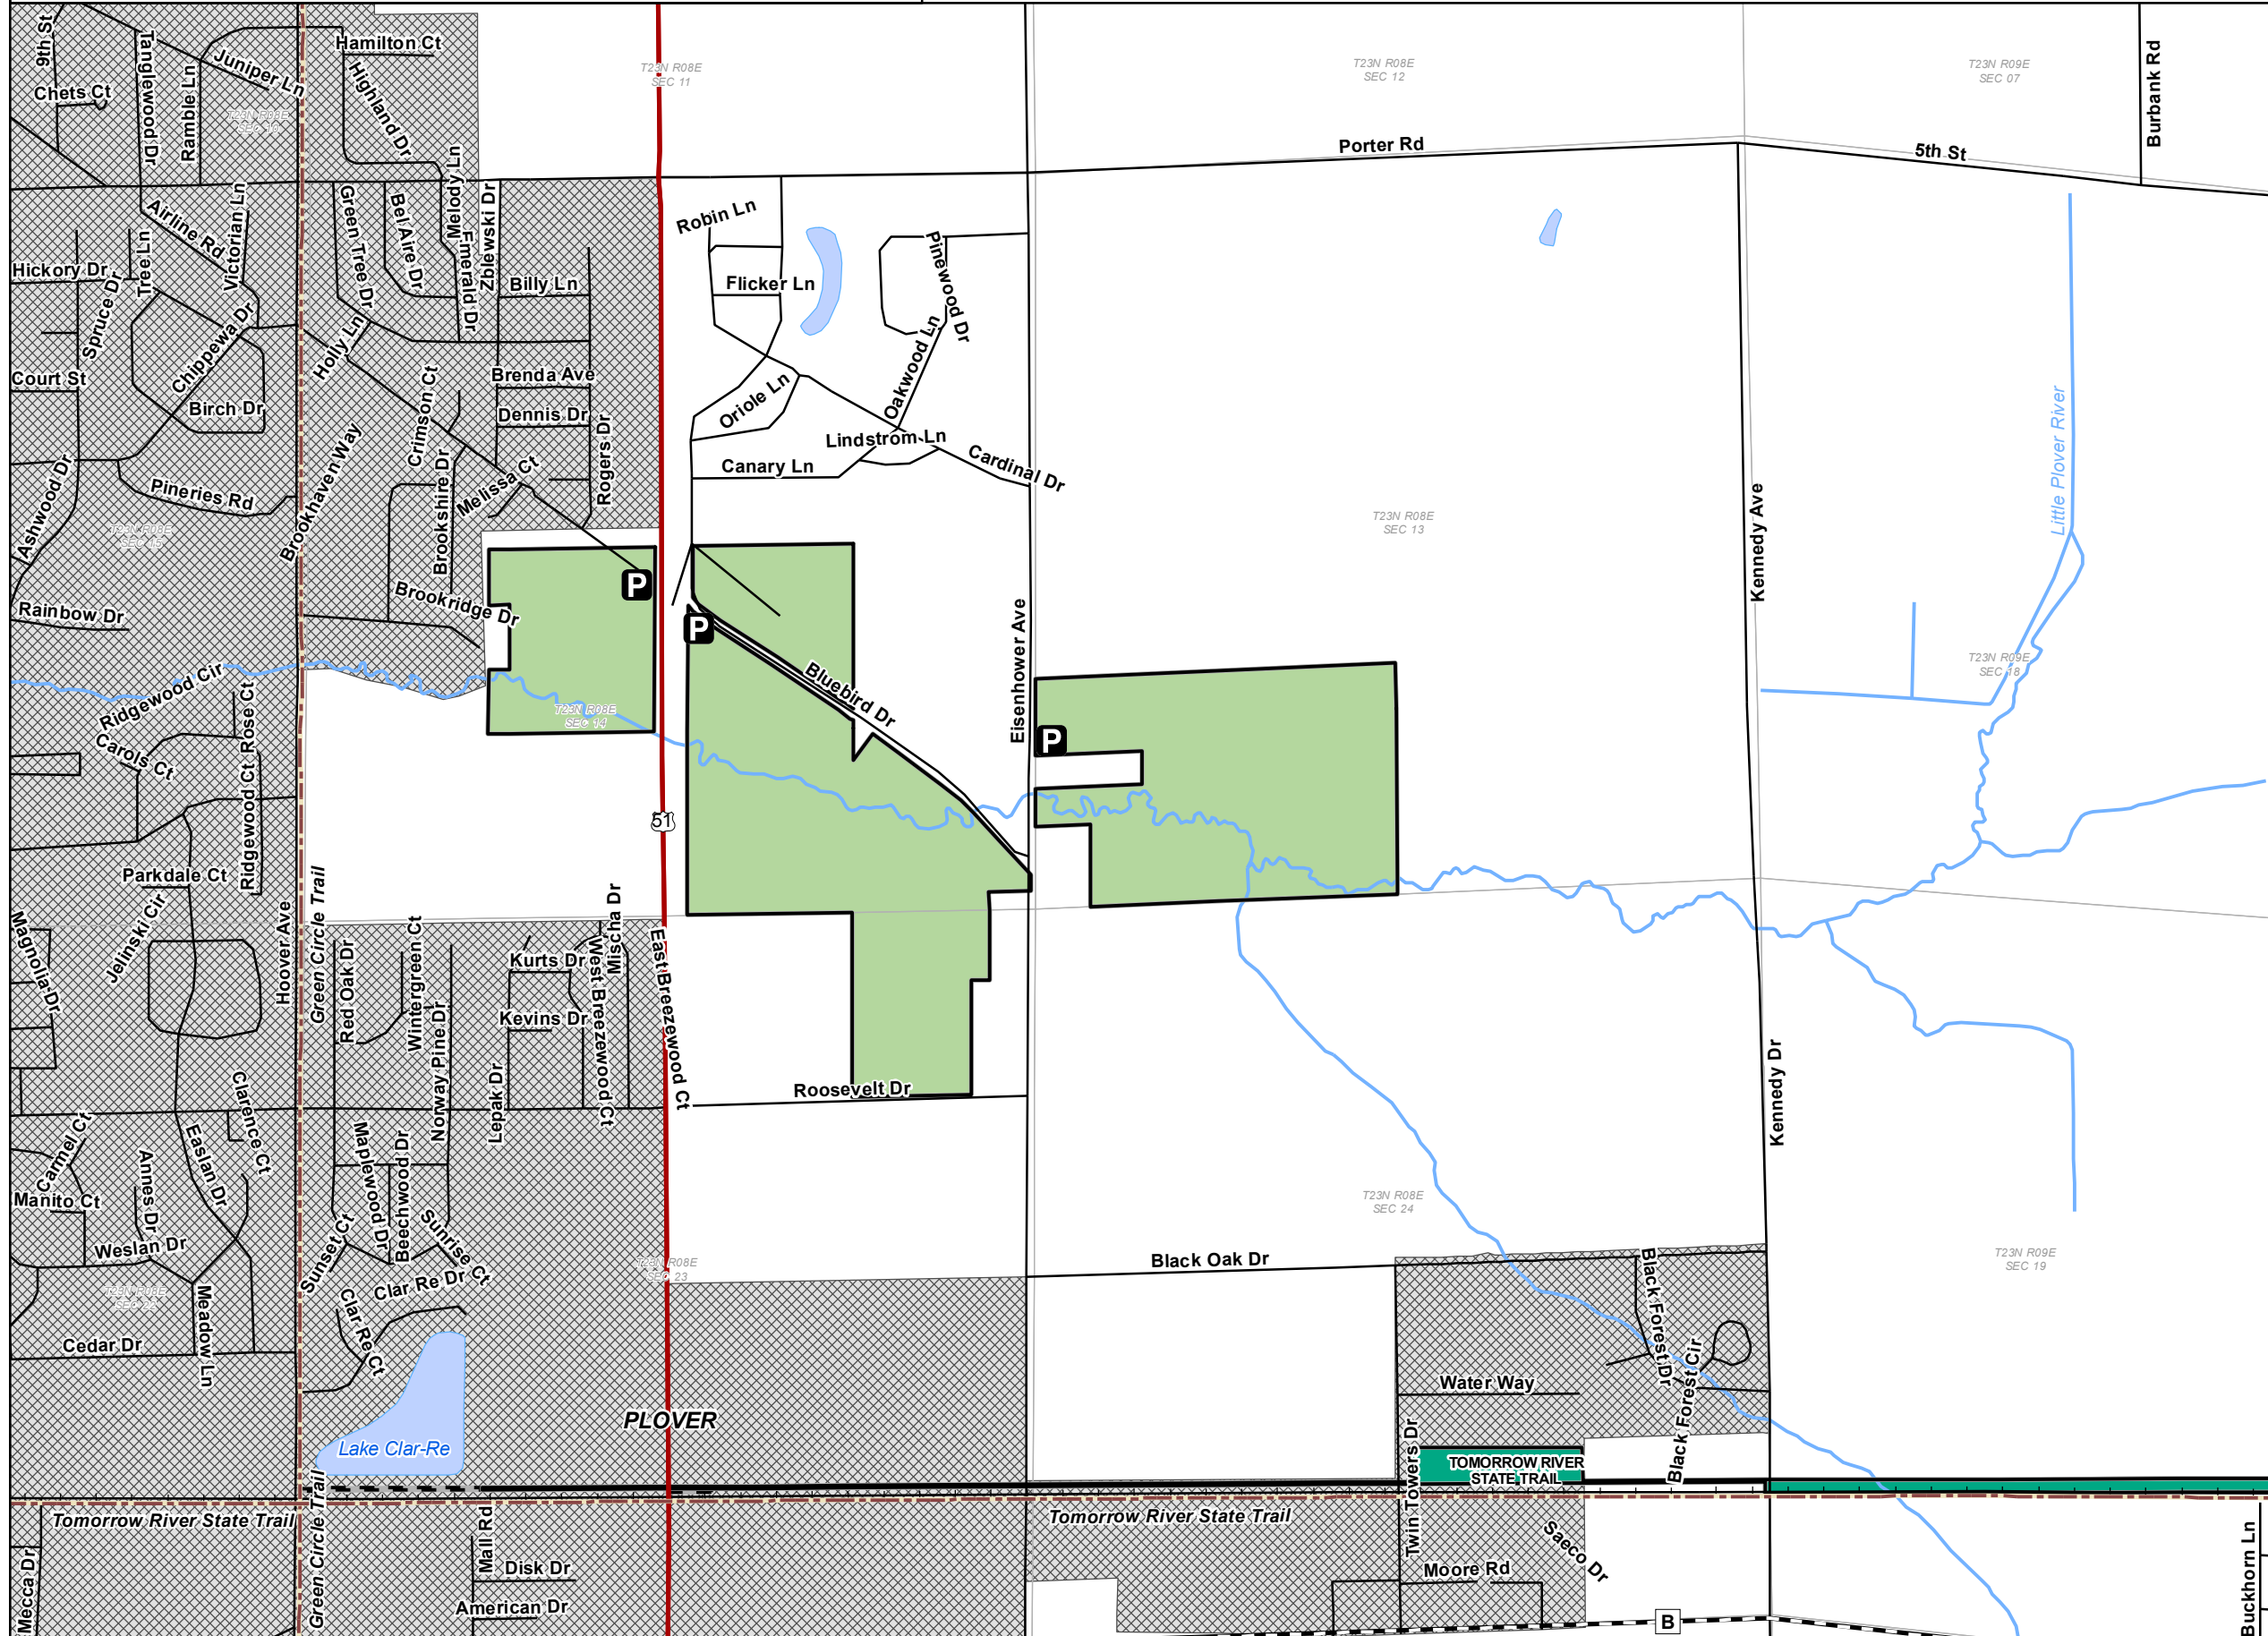 9th St
Tanglewood Dr
Ramble Ln
Juniper Ln
Hamilton Ct
Highland Dr
Chets Ct
T23N R08E
SEC 10
T23N R08E
SEC 11
T23N R08E
SEC 12
T23N R09E
SEC 07
Burbank Rd
Porter Rd
5th St
Melody Ln
Airline Rd
Victorian Ln
Green Tree Dr
Bel Aire Dr
Emerald Dr
Zblewski Dr
Robin Ln
Pinewood Dr
Hickory Dr
Tree Ln
Spruce Dr
Billy Ln
Flicker Ln
Chippewa Dr
Holly Ln
Court St
Birch Dr
Crimson Ct
Brenda Ave
Dennis Dr
Rogers Dr
Oriole Ln
Oakwood Ln
Lindstrom Ln
Canary Ln
Cardinal Dr
Little Plover River
Ashwood Dr
Pineries Rd
Brookhaven Way
Brookshire Dr
Melissa Ct
T23N R08E
SEC 15
T23N R08E
SEC 13
Kennedy Ave
Rainbow Dr
Brookridge Dr
P
P
Bluebird Dr
Eisenhower Ave
P
T23N R09E
SEC 18
Ridgewood Cir
T23N R08E
SEC 14
Carols Ct
Rose Ct
Ridgewood Ct
51
Parkdale Ct
Jelinski Cir
Magnolia Dr
Hoover Ave
Green Circle Trail
Red Oak Dr
Wintergreen Ct
Norway Pine Dr
Kurts Dr
Kevins Dr
Lepak Dr
West Breezewood Ct
Mischa Dr
East Breezewood Ct
Roosevelt Dr
Kennedy Dr
Clarence Ct
Carmel Ct
Easlan Dr
Annes Dr
Manito Ct
Weslan Dr
Maplewood Dr
Beechwood Dr
Sunrise Ct
Sunset Ct
Clar Re Dr
Clar Re Ct
T23N R08E
SEC 24
T23N R08E
SEC 23
T23N R09E
SEC 19
Black Oak Dr
Meadow Ln
Cedar Dr
Black Forest Dr
Black Forest Cir
Water Way
PLOVER
Lake Clar-Re
Twin Towers Dr
TOMORROW RIVER
STATE TRAIL
Tomorrow River State Trail
Green Circle Trail
Tomorrow River State Trail
Mall Rd
Disk Dr
American Dr
Mecca Dr
Moore Rd
Saeco Dr
B
Buckhorn Ln